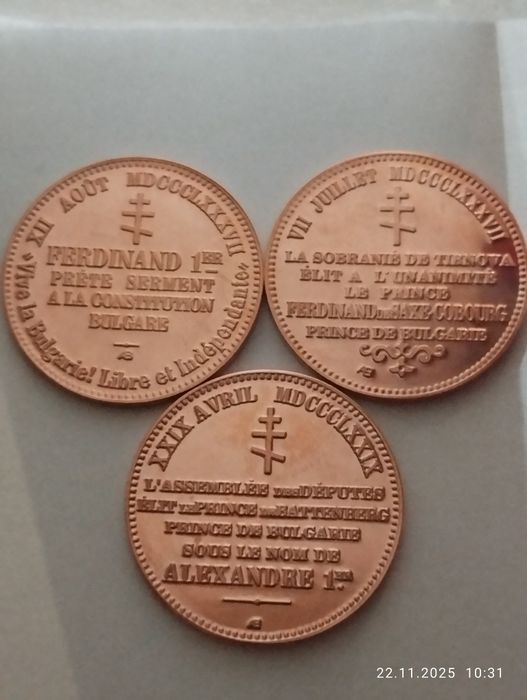 XII AOÛT MDCCCLXXXVII
FERDINAND 1ER
PRÊTE SERMENT
A LA CONSTITUTION
BULGARE
«Vive la Bulgarie! Libre et Indépendante»
VII JUILLET MDCCCLXXXVII
LA SOBRANIÉ DE TIRNOVA
ÉLIT A L'UNANIMITÉ
LE PRINCE
FERDINAND DE SAXE-COBOURG
PRINCE DE BULGARIE
XXIX AVRIL MDCCCLXXIX
L'ASSEMBLÉE DES DÉPUTÉS
ÉLIT LE PRINCE DE BATTENBERG
PRINCE DE BULGARIE
SOUS LE NOM DE
ALEXANDRE 1ER
22.11.2025 10:31